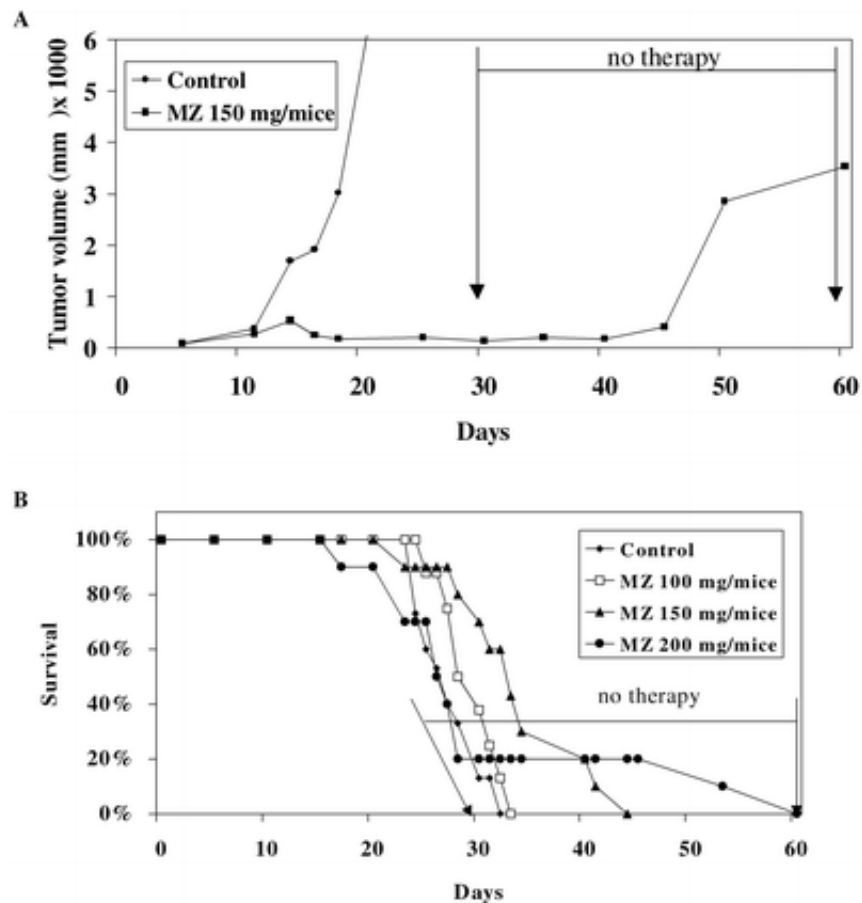 A
6
5
4
3
2
1
0
Tumor volume (mm )x 1000
Control
MZ 150 mg/mice
no therapy
0 10 20 30 40 50 60
Days
B
100%
80%
60%
40%
20%
0%
Survival
Control
MZ 100 mg/mice
MZ 150 mg/mice
MZ 200 mg/mice
no therapy
0 10 20 30 40 50 60
Days